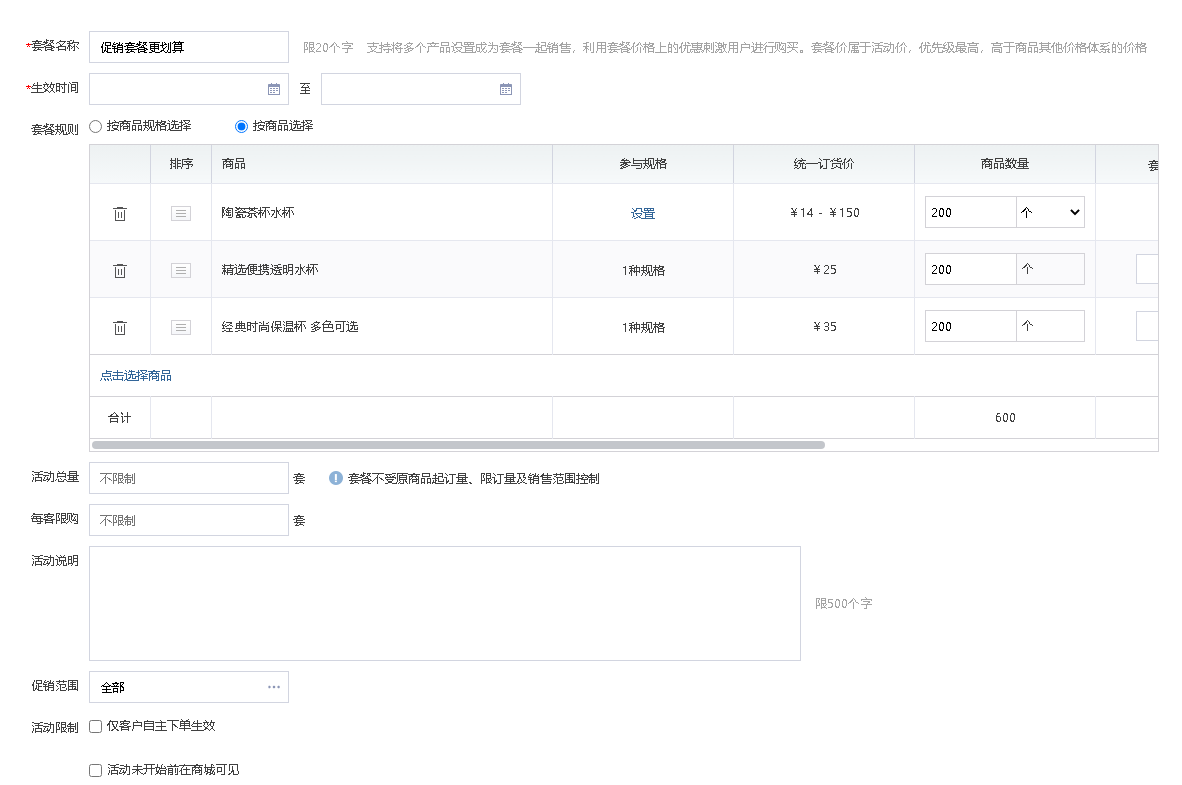 *套餐名称 促销套餐更划算 限20个字 支持将多个产品设置成为套餐一起销售，利用套餐价格上的优惠刺激用户进行购买。套餐价属于活动价，优先级最高，高于商品其他价格体系的价格
*生效时间 至
套餐规则 按商品规格选择 按商品选择
排序 商品 参与规格 统一订货价 商品数量 套
陶瓷茶杯水杯 设置 ￥14 - ￥150 200 个
精选便携透明水杯 1种规格 ￥25 200 个
经典时尚保温杯 多色可选 1种规格 ￥35 200 个
点击选择商品
合计 600
活动总量 不限制 套 套餐不受原商品起订量、限订量及销售范围控制
每客限购 不限制 套
活动说明
限500个字
促销范围 全部
活动限制 仅客户自主下单生效
活动未开始前在商城可见